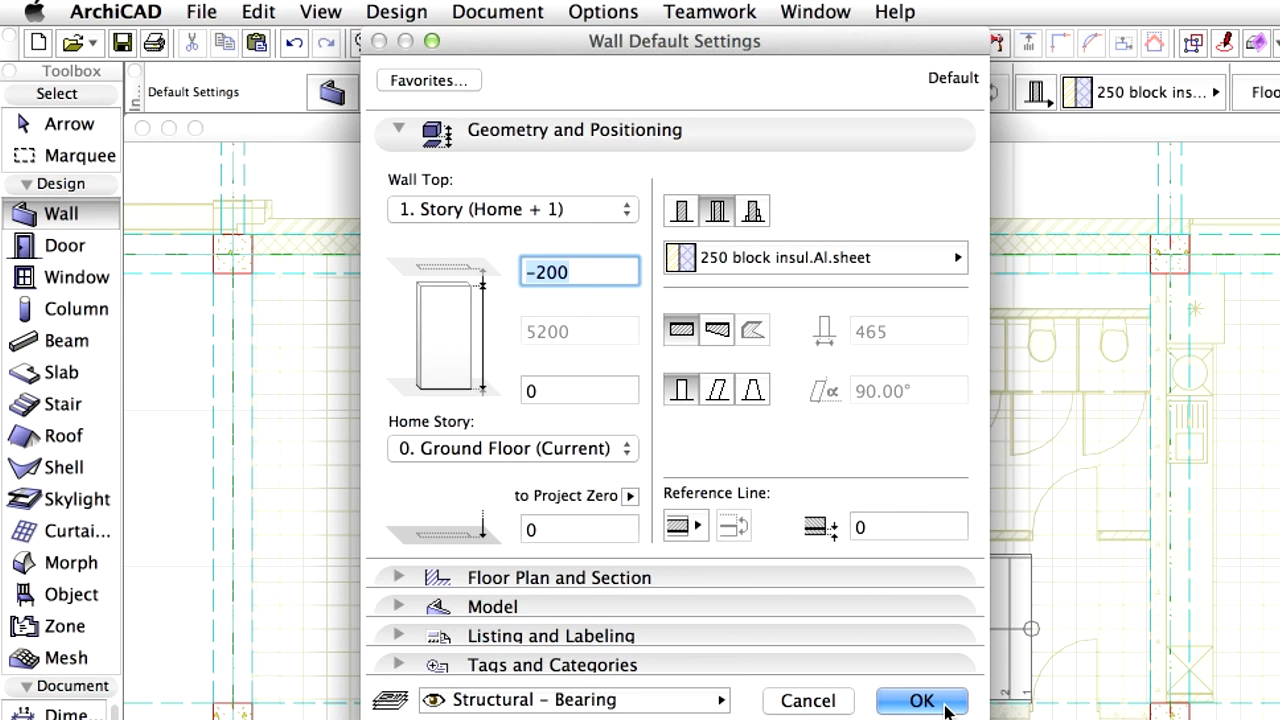 ArchiCAD File Edit View Design Document Options Teamwork Window Help
Wall Default Settings
Toolbox
Select
Arrow
Marquee
Design
Wall
Door
Window
Column
Beam
Slab
Stair
Roof
Shell
Skylight
Curtai...
Morph
Object
Zone
Mesh
Document
Dime...
Default Settings
250 block ins...
Floo
Favorites...
Default
Geometry and Positioning
Wall Top:
1. Story (Home + 1)
-200
5200
0
Home Story:
0. Ground Floor (Current)
to Project Zero
0
250 block insul.Al.sheet
465
α
90.00°
Reference Line:
0
Floor Plan and Section
Model
Listing and Labeling
Tags and Categories
Structural - Bearing
Cancel
OK
2
1